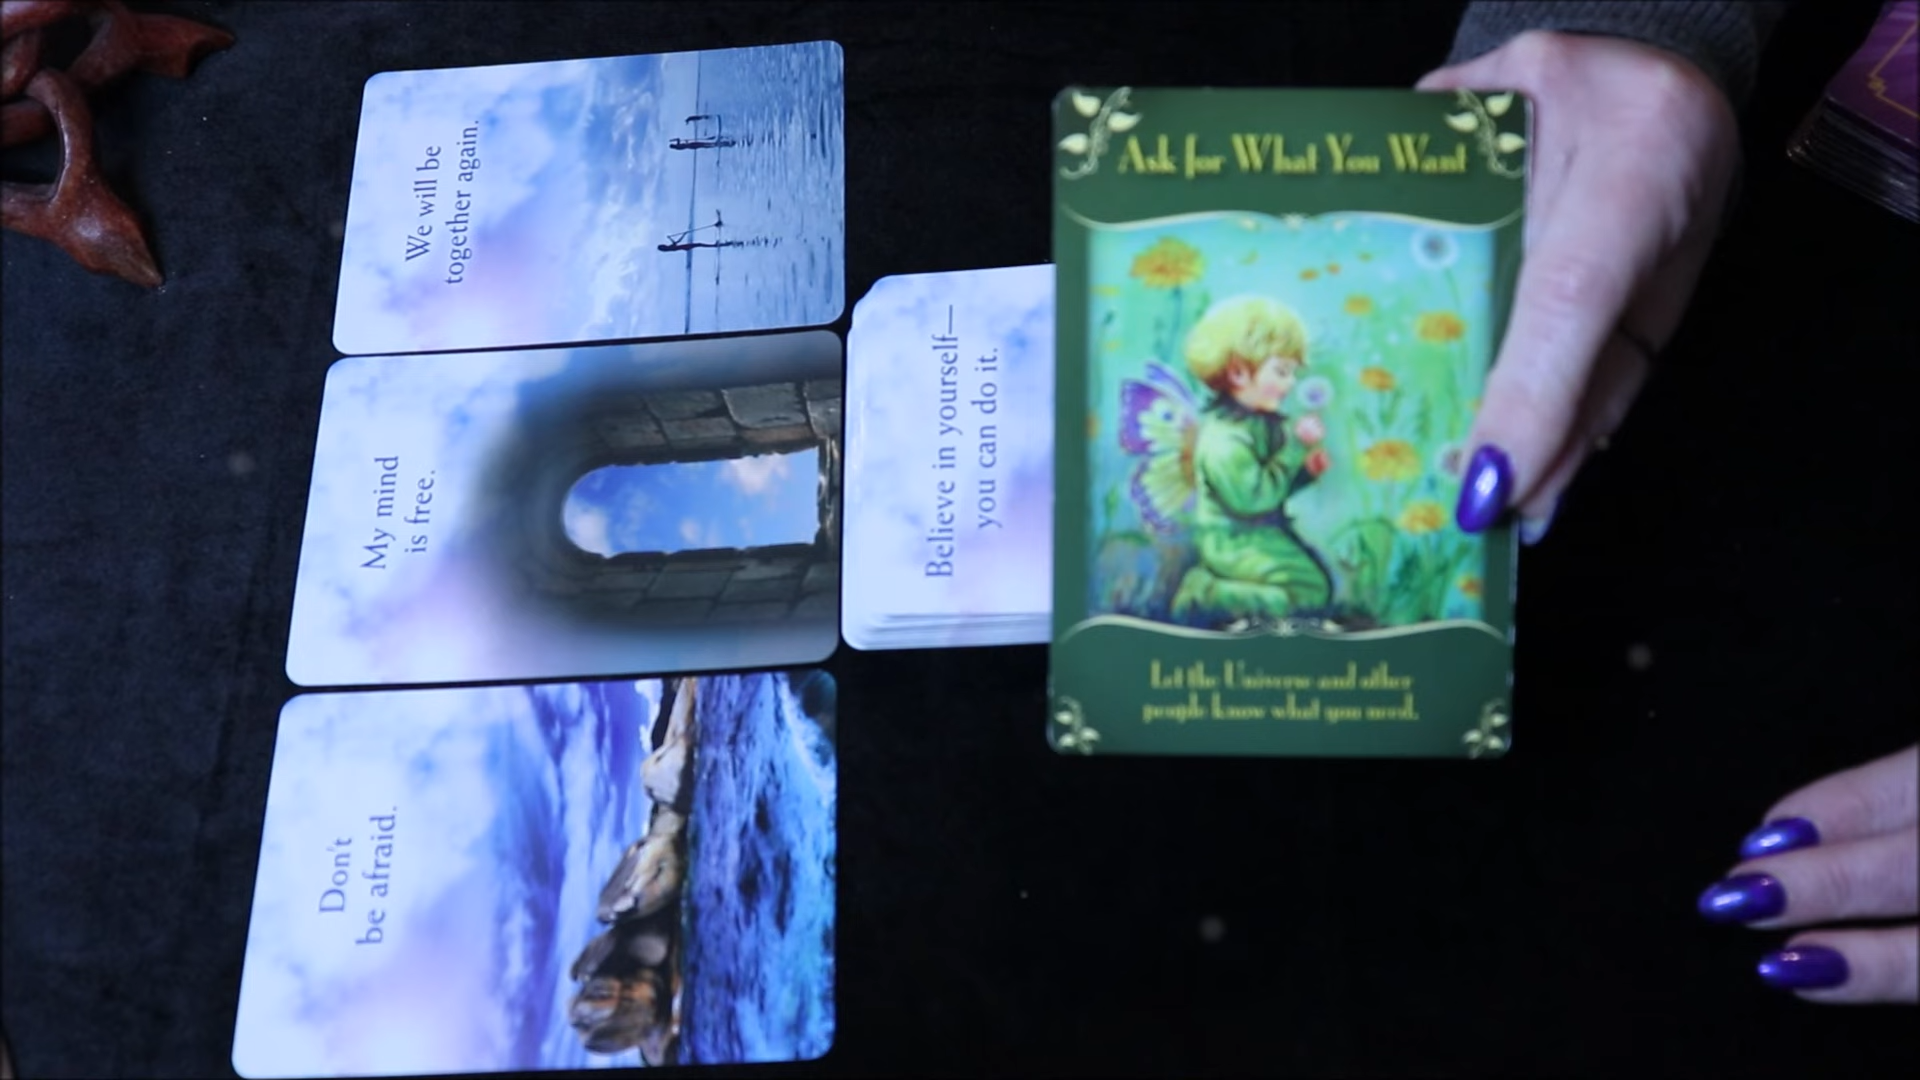 We will be
together again.
My mind
is free.
Don't
be afraid.
Believe in yourself—
you can do it.
Ask for What You Want
Let the Universe and other
people know what you need.